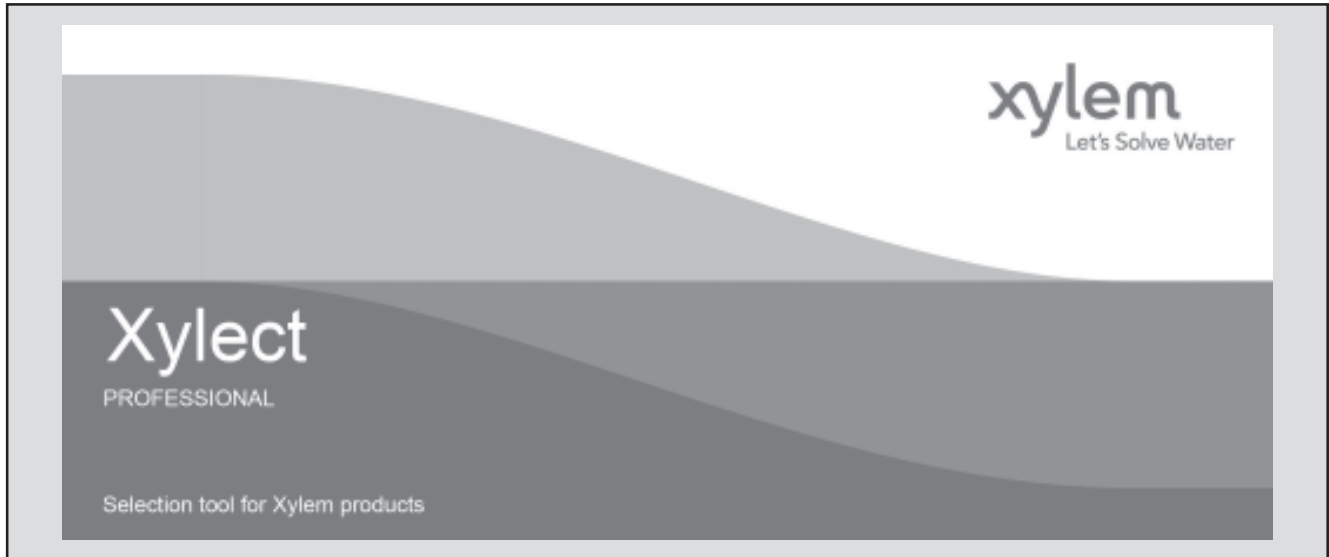 xylem
Let's Solve Water
Xylect
PROFESSIONAL
Selection tool for Xylem products